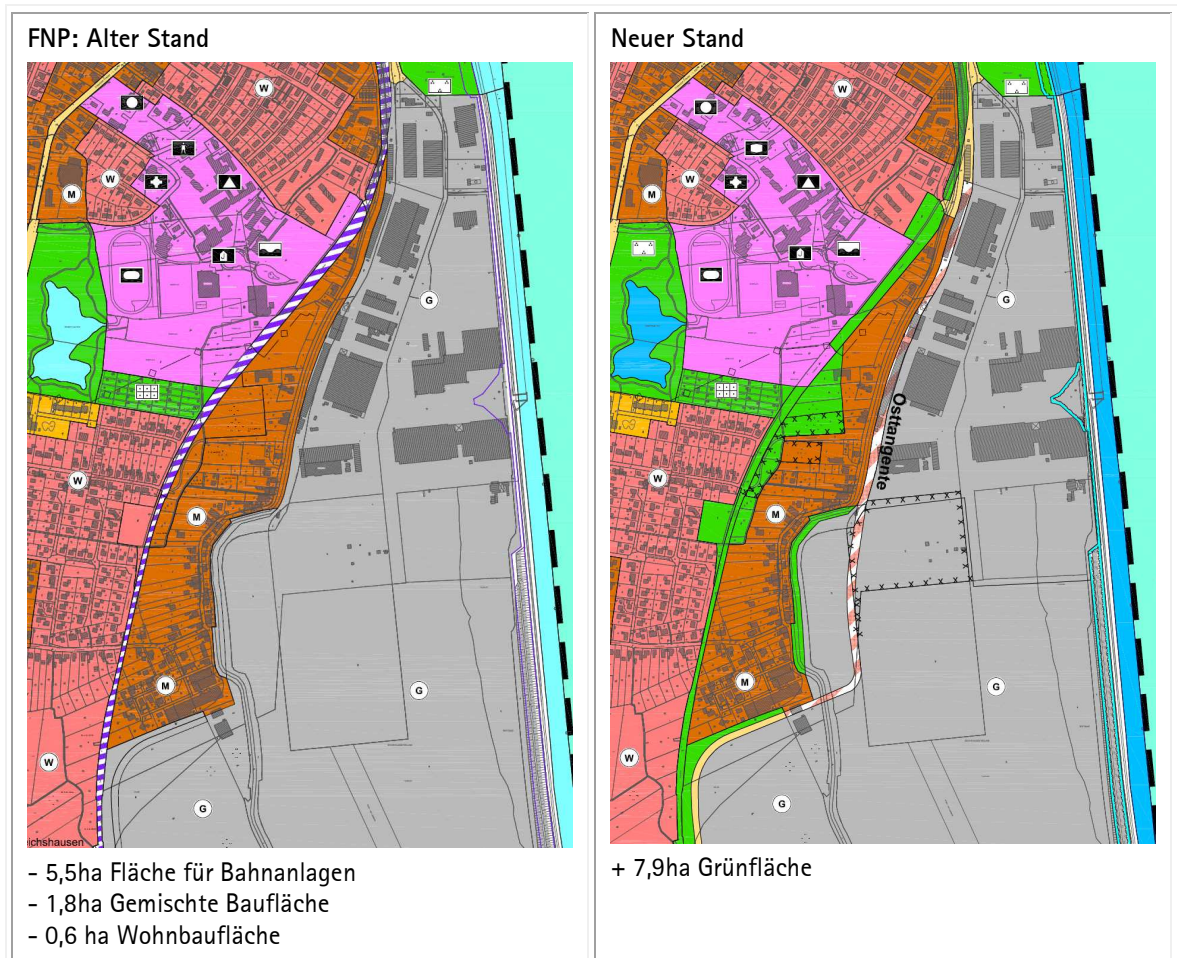 FNP: Alter Stand
W
M
W
G
W
M
M
G
W
G
ichshausen
- 5,5ha Fläche für Bahnanlagen
- 1,8ha Gemischte Baufläche
- 0,6 ha Wohnbaufläche
Neuer Stand
W
W
M
G
Osttangente
W
M
M
G
W
G
+ 7,9ha Grünfläche